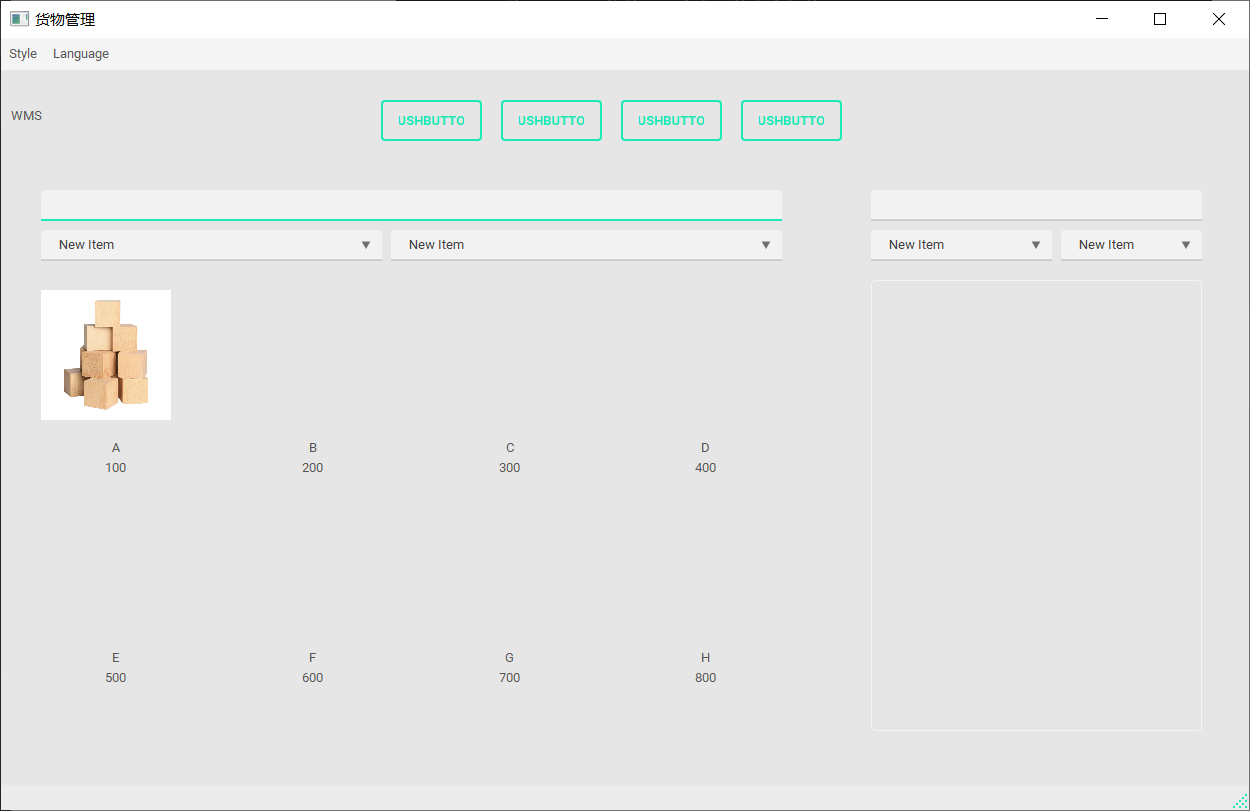 货物管理
Style Language
WMS
USHBUTTO USHBUTTO USHBUTTO USHBUTTO
New Item New Item New Item New Item
A B C D
100 200 300 400
E F G H
500 600 700 800